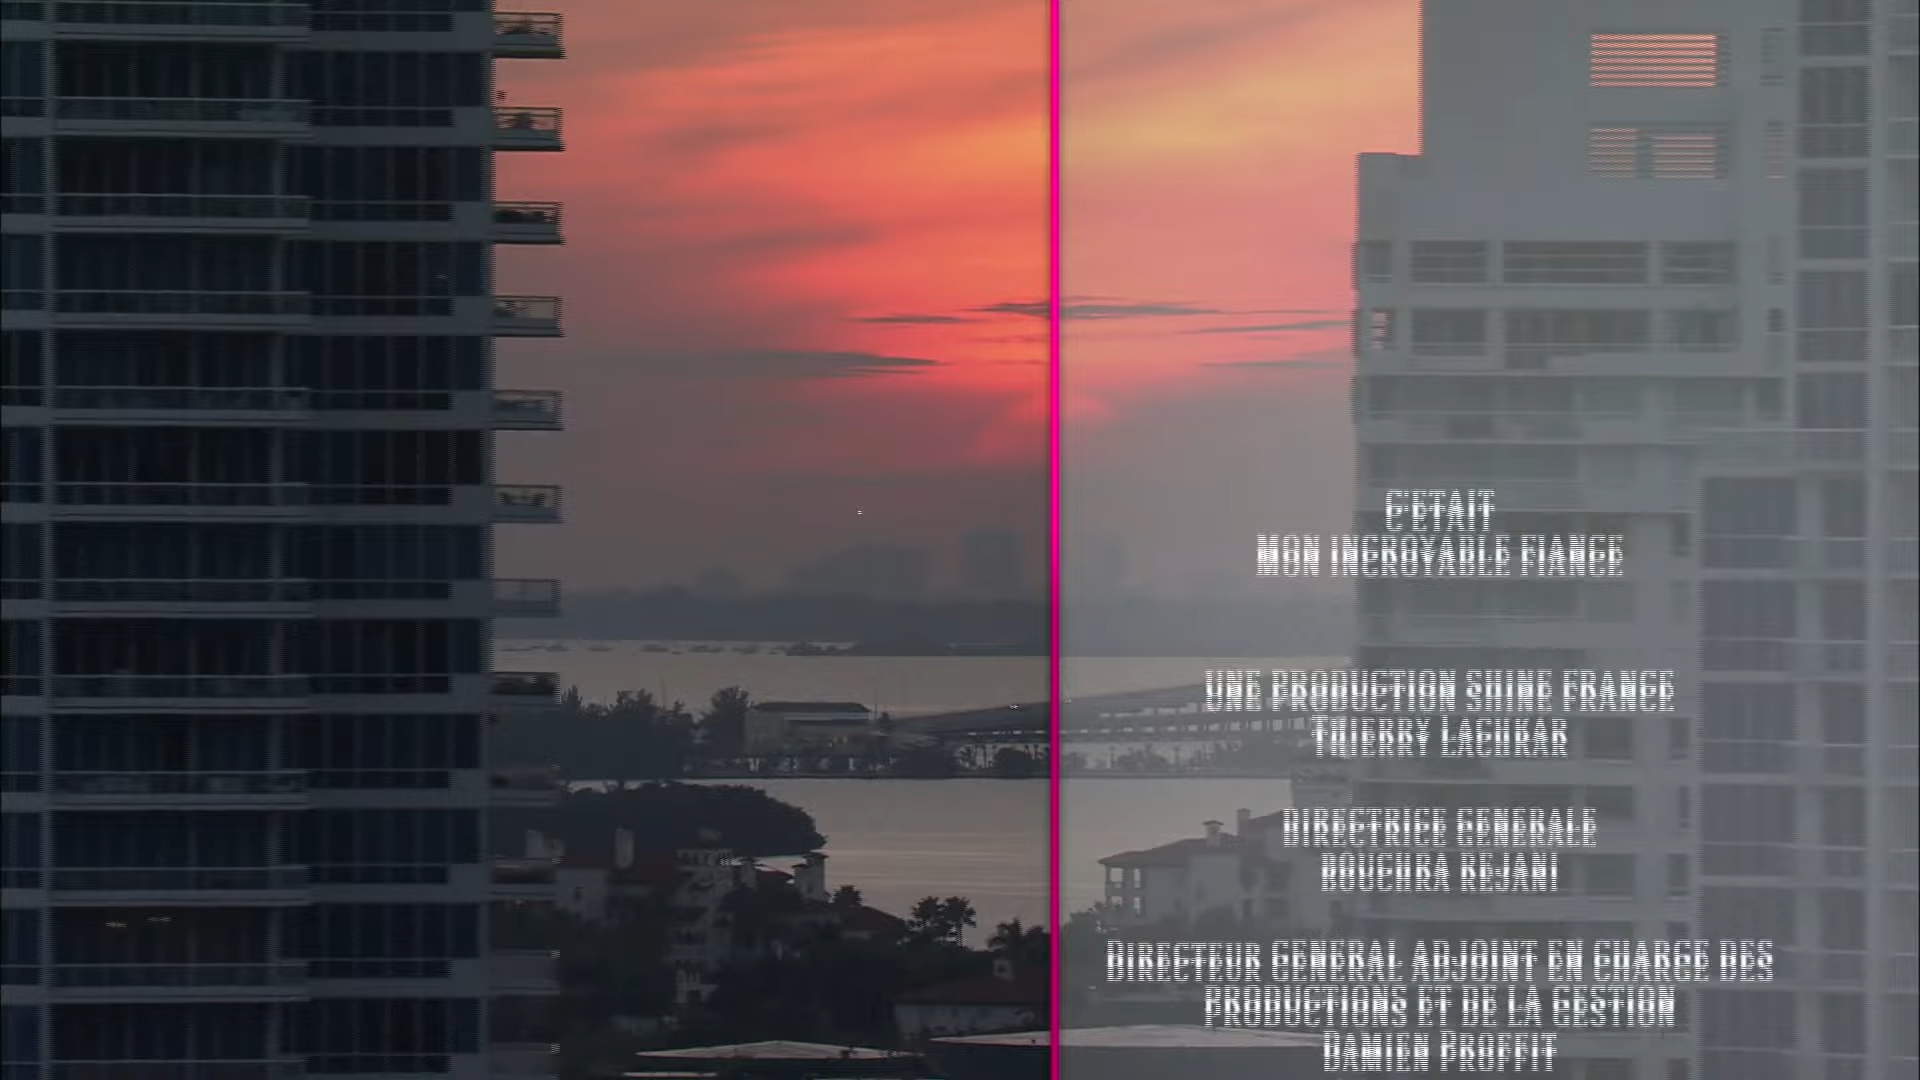 C'ETAIT
MON INCROYABLE FIANCE
UNE PRODUCTION SHINE FRANCE
THIERRY LACHKAR
DIRECTRICE GENERALE
BOUCHRA REJANI
DIRECTEUR GENERAL ADJOINT EN CHARGE DES
PRODUCTIONS ET DE LA GESTION
DAMIEN PROFFIT